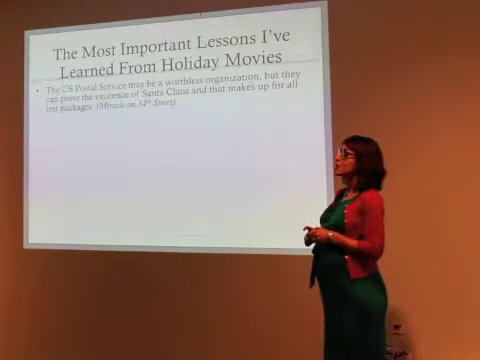 The Most Important Lessons I've
Learned From Holiday Movies
• The US Postal Service may be a worthless organization, but they
can prove the existence of Santa Claus and that makes up for all
lost packages. (Miracle on 34th Street)